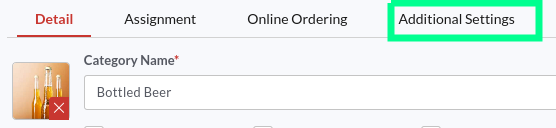 Detail Assignment Online Ordering Additional Settings
Category Name*
Bottled Beer